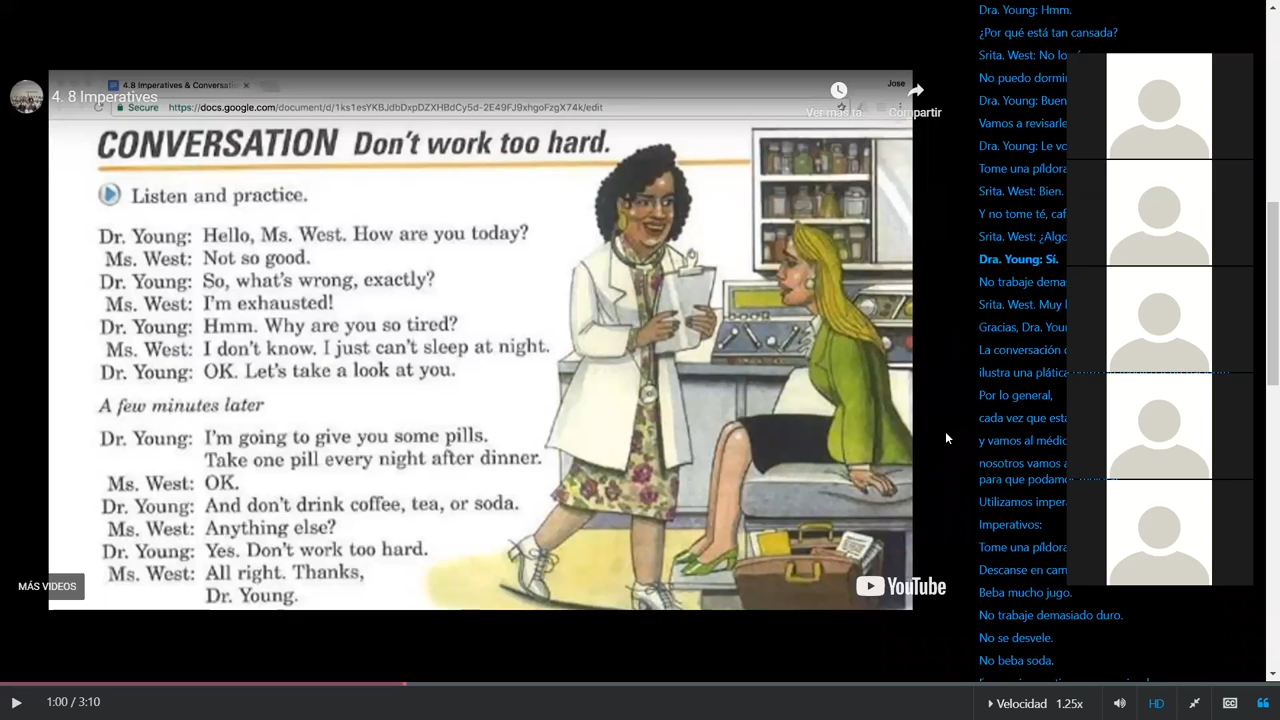 4.8 Imperatives & Conversatio
Jose
4. 8 Imperatives
Secure https://docs.google.com/document/d/1ks1esYKBJdbDxpDZXHBdCy5d-2E49FJ9xhgoFzgX74k/edit
Compartir
CONVERSATION Don't work too hard.
Listen and practice.
Dr. Young: Hello, Ms. West. How are you today?
Ms. West: Not so good.
Dr. Young: So, what's wrong, exactly?
Ms. West: I'm exhausted!
Dr. Young: Hmm. Why are you so tired?
Ms. West: I don't know. I just can't sleep at night.
Dr. Young: OK. Let's take a look at you.
A few minutes later
Dr. Young: I'm going to give you some pills.
Take one pill every night after dinner.
Ms. West: OK.
Dr. Young: And don't drink coffee, tea, or soda.
Ms. West: Anything else?
Dr. Young: Yes. Don't work too hard.
Ms. West: All right. Thanks,
Dr. Young.
MÁS VIDEOS
YouTube
Dra. Young: Hmm.
¿Por qué está tan cansada?
Srita. West: No lo
No puedo dormi
Dra. Young: Buen
Vamos a revisarle
Dra. Young: Le vo
Tome una píldora
Srita. West: Bien.
Y no tome té, caf
Srita. West: ¿Algo
Dra. Young: Sí.
No trabaje dema
Srita. West. Muy
Gracias, Dra. You
La conversación
ilustra una plática
Por lo general,
cada vez que esta
y vamos al médic
nosotros vamos a
para que podamos
Utilizamos impera
Imperativos:
Tome una píldora
Descanse en cam
Beba mucho jugo.
No trabaje demasiado duro.
No se desvele.
No beba soda.
1:00 / 3:10
Velocidad 1.25x
HD
CC